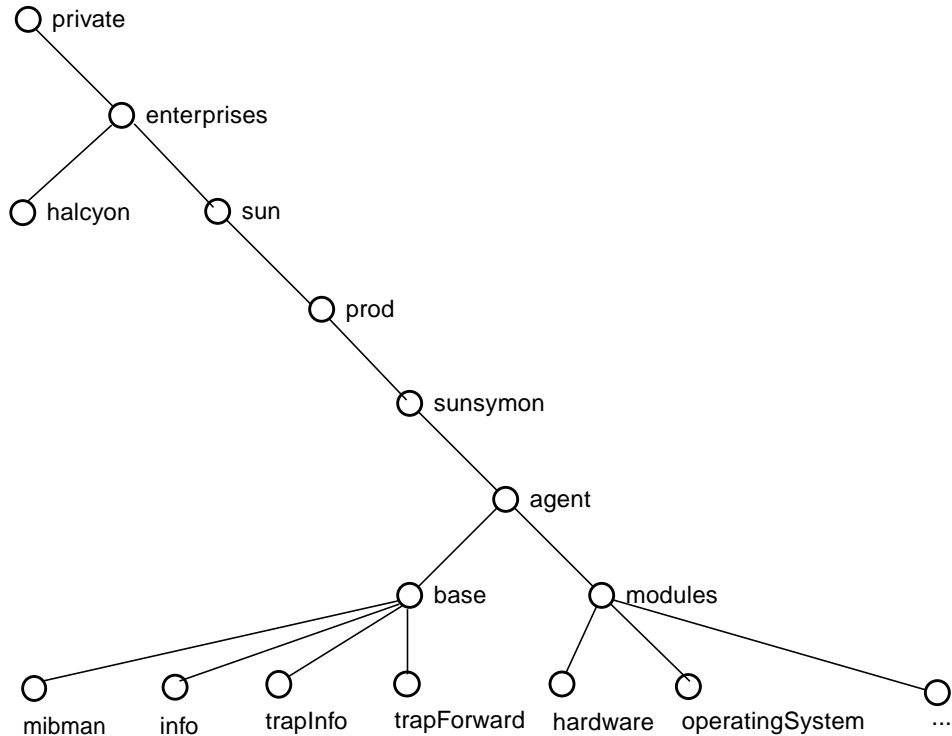 private
enterprises
halcyon
sun
prod
sunsymon
agent
base
modules
mibman
info
trapInfo
trapForward
hardware
operatingSystem
...